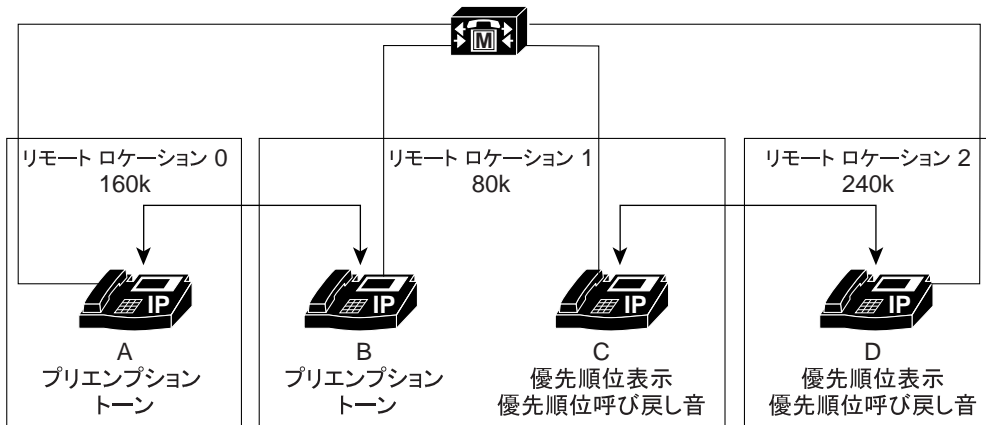 M
リモート ロケーション 0
160k
リモート ロケーション 1
80k
リモート ロケーション 2
240k
IP
IP
IP
IP
A
プリエンプション
トーン
B
プリエンプション
トーン
C
優先順位表示
優先順位呼び戻し音
D
優先順位表示
優先順位呼び戻し音